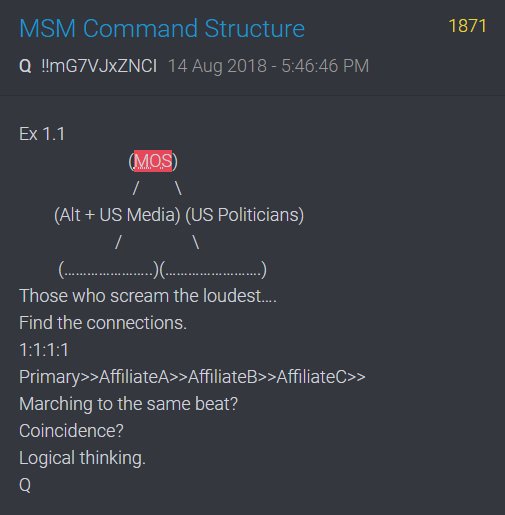 MSM Command Structure 1871
Q !!mG7VJxZNCI 14 Aug 2018 - 5:46:46 PM
Ex 1.1
(MOS)
/ \
(Alt + US Media) (US Politicians)
/ \
(…………………..)(…………………….)
Those who scream the loudest….
Find the connections.
1:1:1:1
Primary>>AffiliateA>>AffiliateB>>AffiliateC>>
Marching to the same beat?
Coincidence?
Logical thinking.
Q